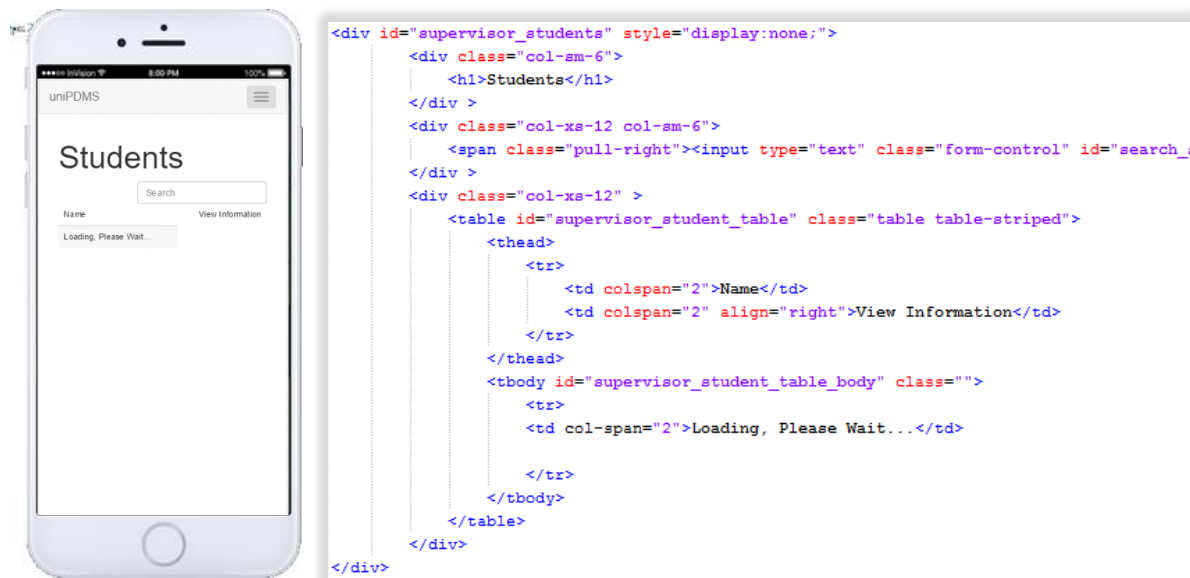 ●●●●○ InVision 8:00 PM 100%
uniPDMS
Students
Search
Name View Information
Loading, Please Wait...
<div id="supervisor_students" style="display:none;">
<div class="col-sm-6">
<h1>Students</h1>
</div >
<div class="col-xs-12 col-sm-6">
<span class="pull-right"><input type="text" class="form-control" id="search_
</div >
<div class="col-xs-12" >
<table id="supervisor_student_table" class="table table-striped">
<thead>
<tr>
<td colspan="2">Name</td>
<td colspan="2" align="right">View Information</td>
</tr>
</thead>
<tbody id="supervisor_student_table_body" class="">
<tr>
<td col-span="2">Loading, Please Wait...</td>
</tr>
</tbody>
</table>
</div>
</div>